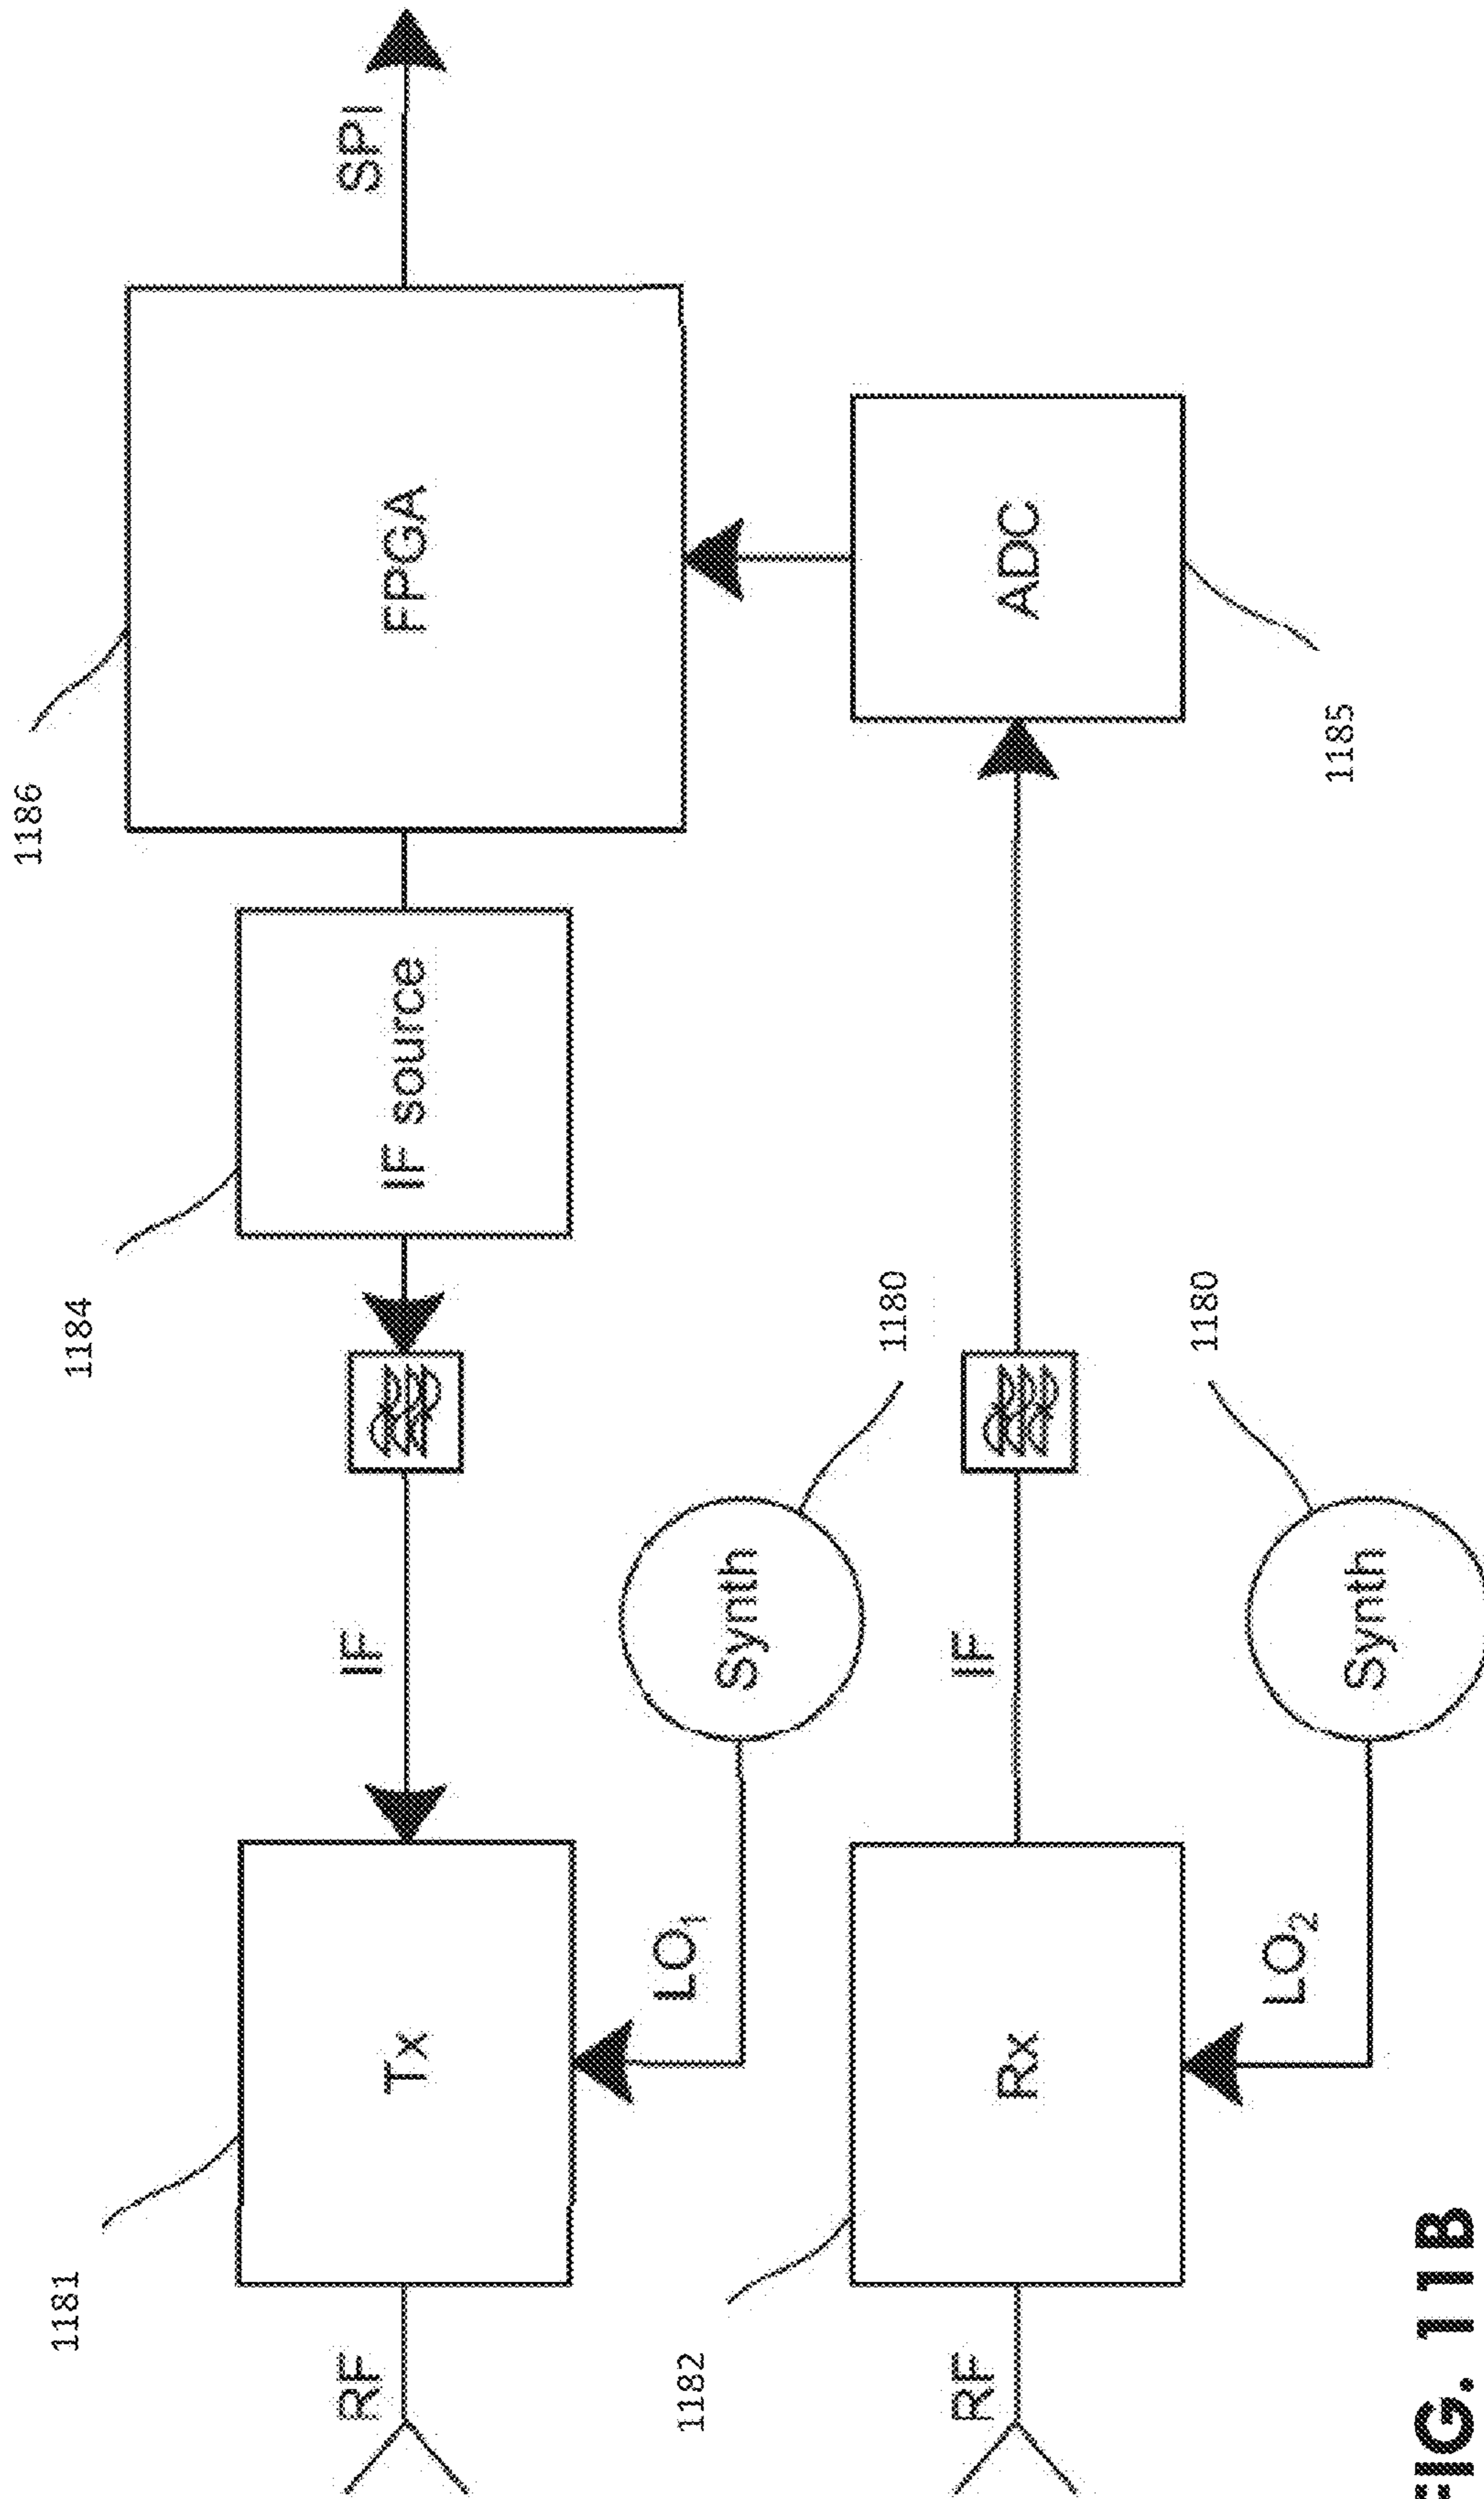 1186
SPI
FPGA
1184
IF source
IF
1181
Tx
RF
LO₁
Synth
1180
ADC
1185
IF
1182
Rx
RF
LO₂
Synth
1180
FIG. 11B